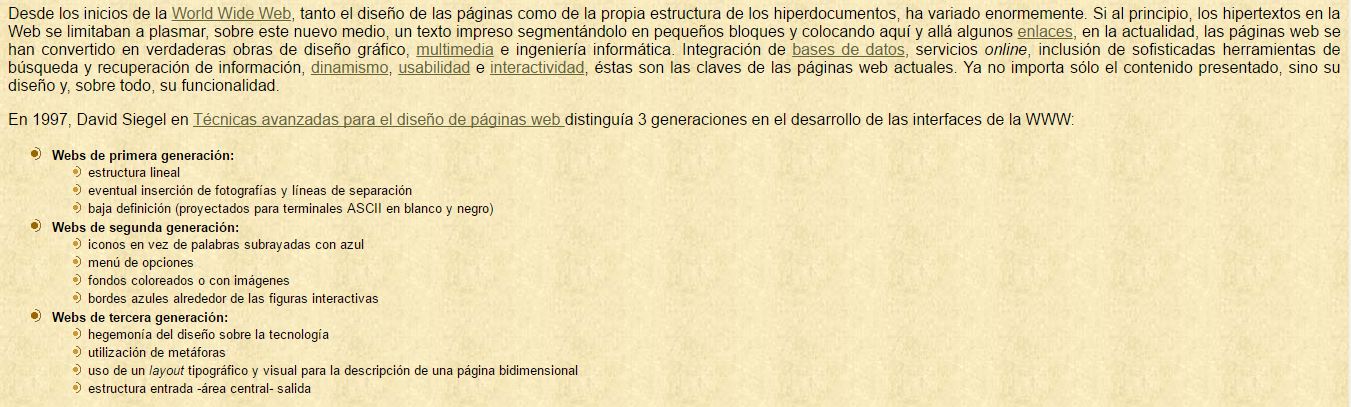 Desde los inicios de la World Wide Web, tanto el diseño de las páginas como de la propia estructura de los hiperdocumentos, ha variado enormemente. Si al principio, los hipertextos en la
Web se limitaban a plasmar, sobre este nuevo medio, un texto impreso segmentándolo en pequeños bloques y colocando aquí y allá algunos enlaces, en la actualidad, las páginas web se
han convertido en verdaderas obras de diseño gráfico, multimedia e ingeniería informática. Integración de bases de datos, servicios online, inclusión de sofisticadas herramientas de
búsqueda y recuperación de información, dinamismo, usabilidad e interactividad, éstas son las claves de las páginas web actuales. Ya no importa sólo el contenido presentado, sino su
diseño y, sobre todo, su funcionalidad.
En 1997, David Siegel en Técnicas avanzadas para el diseño de páginas web distinguía 3 generaciones en el desarrollo de las interfaces de la WWW:
Webs de primera generación:
estructura lineal
eventual inserción de fotografías y líneas de separación
baja definición (proyectados para terminales ASCII en blanco y negro)
Webs de segunda generación:
iconos en vez de palabras subrayadas con azul
menú de opciones
fondos coloreados o con imágenes
bordes azules alrededor de las figuras interactivas
Webs de tercera generación:
hegemonía del diseño sobre la tecnología
utilización de metáforas
uso de un layout tipográfico y visual para la descripción de una página bidimensional
estructura entrada -área central- salida